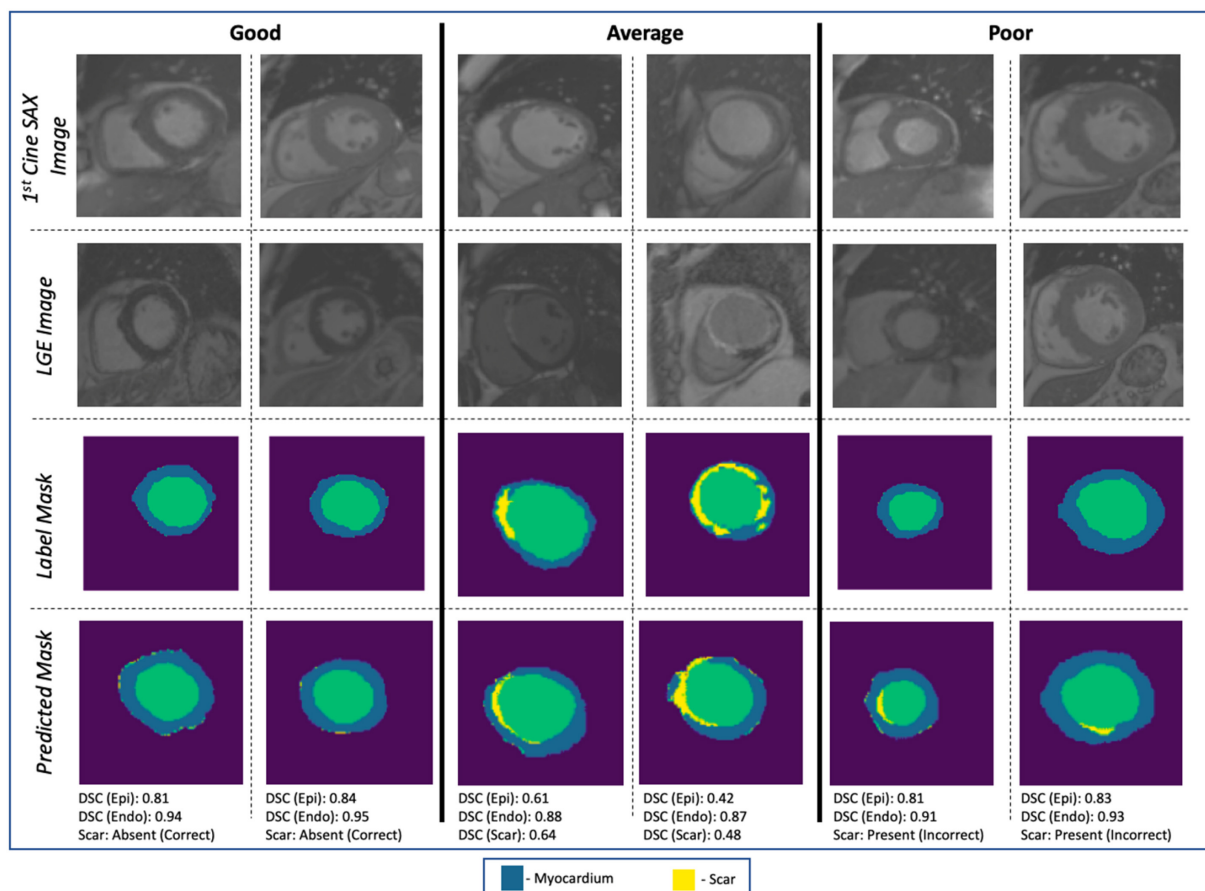 Good Average Poor
1st Cine SAX
Image
LGE Image
Label Mask
Predicted Mask
DSC (Epi): 0.81
DSC (Endo): 0.94
Scar: Absent (Correct)
DSC (Epi): 0.84
DSC (Endo): 0.95
Scar: Absent (Correct)
DSC (Epi): 0.61
DSC (Endo): 0.88
DSC (Scar): 0.64
DSC (Epi): 0.42
DSC (Endo): 0.87
DSC (Scar): 0.48
DSC (Epi): 0.81
DSC (Endo): 0.91
Scar: Present (Incorrect)
DSC (Epi): 0.83
DSC (Endo): 0.93
Scar: Present (Incorrect)
- Myocardium - Scar